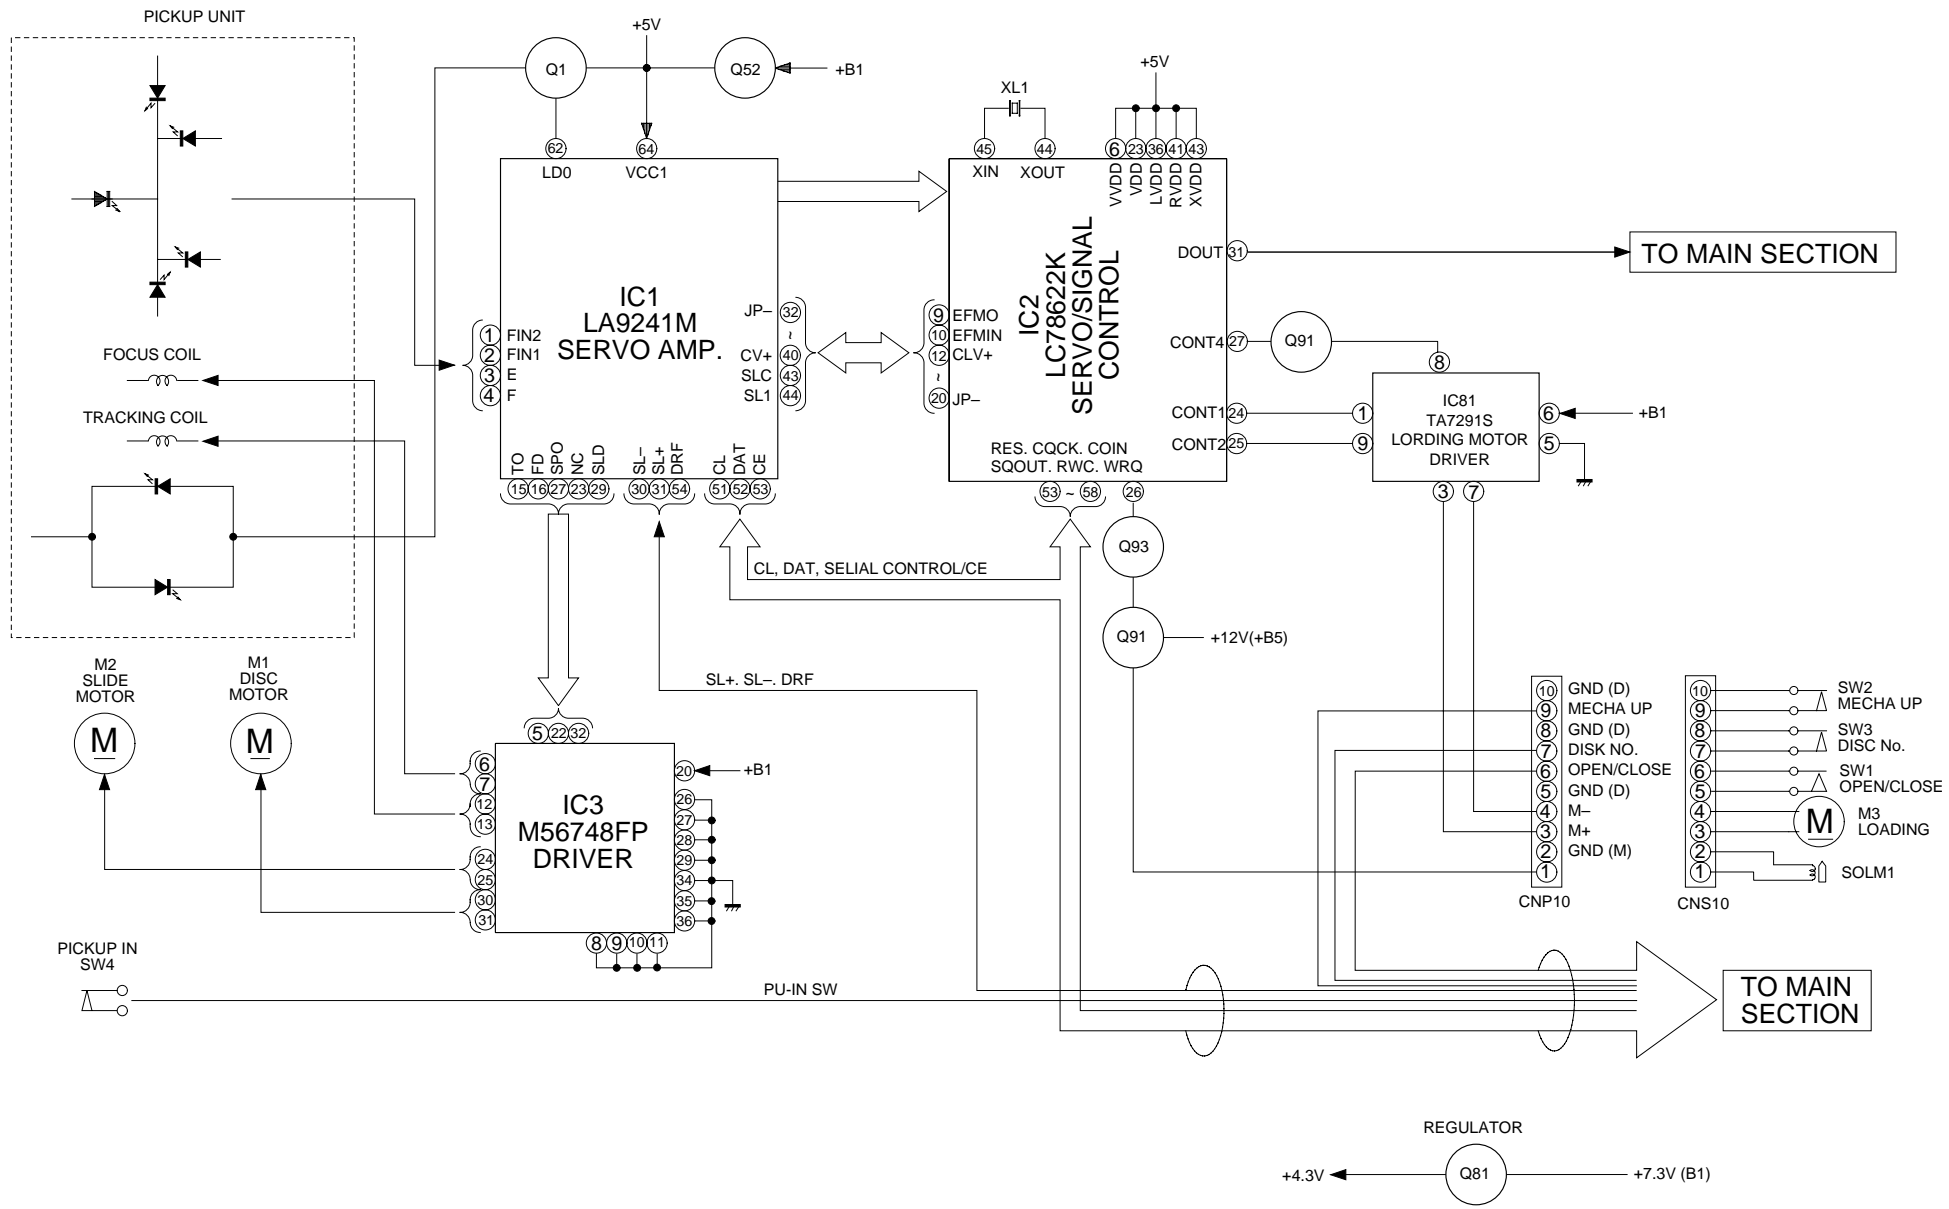 PICKUP UNIT
+5V
Q1
Q52
+B1
+5V
XL1
62
64
45
44
6 23 36 41 43
LD0
VCC1
XIN
XOUT
VVDD
VDD
LVDD
RVDD
XVDD
IC1
LA9241M
SERVO AMP.
1 FIN2
2 FIN1
3 E
4 F
JP– 32
~
CV+ 40
SLC 43
SL1 44
TO
FD
SPO
NC
SLD
SL–
SL+
DRF
CL
DAT
CE
15 16 27 23 29
30 31 54
51 52 53
IC2
LC78622K
SERVO/SIGNAL
CONTROL
9 EFMO
10 EFMIN
12 CLV+
~
20 JP–
DOUT 31
TO MAIN SECTION
CONT4 27
Q91
8
CONT1 24
CONT2 25
RES. CQCK. COIN
SQOUT. RWC. WRQ
53 ~ 58
26
1
9
IC81
TA7291S
LORDING MOTOR
DRIVER
6
+B1
5
3 7
FOCUS COIL
TRACKING COIL
Q93
CL, DAT, SELIAL CONTROL/CE
Q91
+12V(+B5)
SL+. SL–. DRF
M2
SLIDE
MOTOR
M
M1
DISC
MOTOR
M
5 22 32
6
7
12
13
24
25
30
31
IC3
M56748FP
DRIVER
20
+B1
26
27
28
29
34
35
36
8 9 10 11
10 GND (D)
9 MECHA UP
8 GND (D)
7 DISK NO.
6 OPEN/CLOSE
5 GND (D)
4 M–
3 M+
2 GND (M)
1
CNP10
10
9
8
7
6
5
4
3
2
1
CNS10
SW2
MECHA UP
SW3
DISC No.
SW1
OPEN/CLOSE
M
M3
LOADING
SOLM1
PICKUP IN
SW4
PU-IN SW
TO MAIN
SECTION
REGULATOR
+4.3V
Q81
+7.3V (B1)